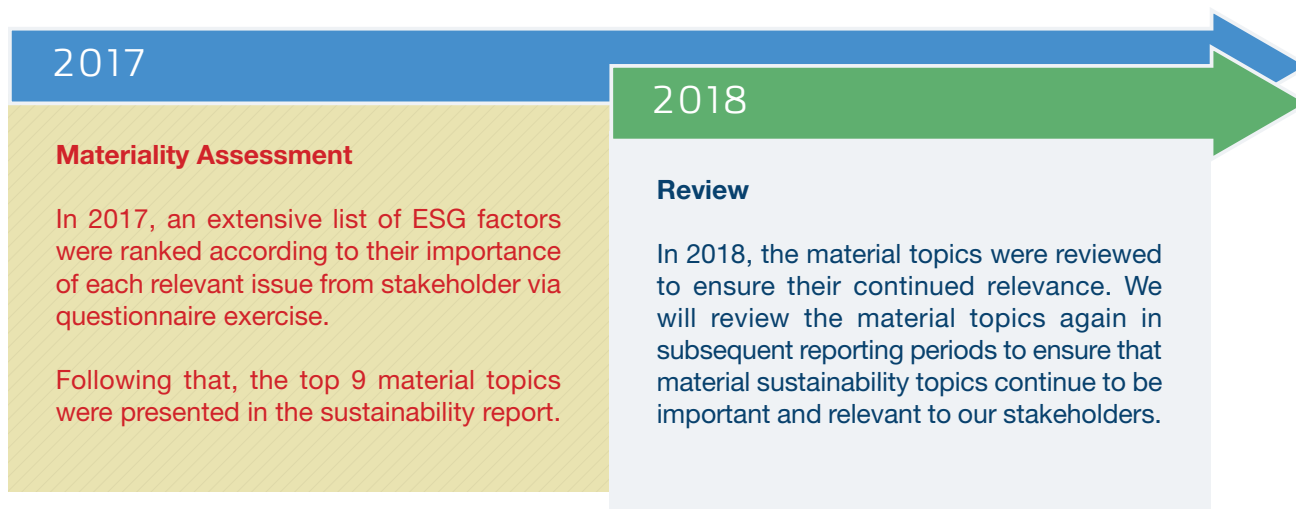 2017
Materiality Assessment
In 2017, an extensive list of ESG factors
were ranked according to their importance
of each relevant issue from stakeholder via
questionnaire exercise.
Following that, the top 9 material topics
were presented in the sustainability report.
2018
Review
In 2018, the material topics were reviewed
to ensure their continued relevance. We
will review the material topics again in
subsequent reporting periods to ensure that
material sustainability topics continue to be
important and relevant to our stakeholders.